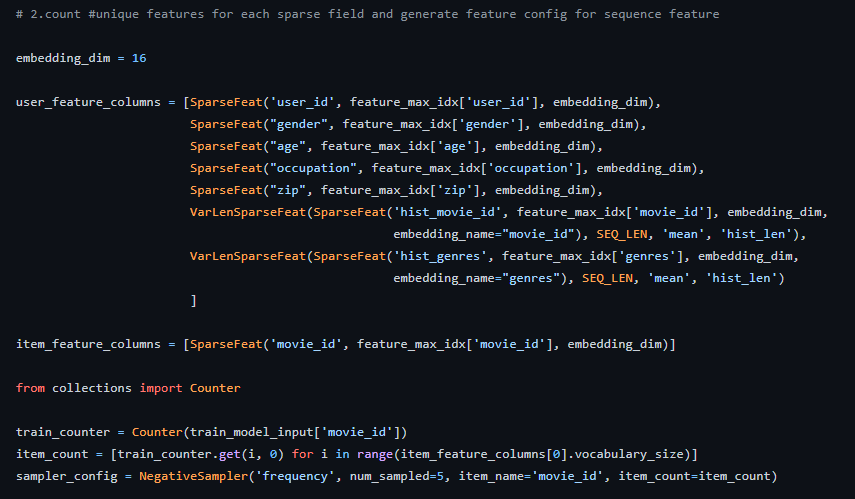 # 2.count #unique features for each sparse field and generate feature config for sequence feature
embedding_dim = 16
user_feature_columns = [SparseFeat('user_id', feature_max_idx['user_id'], embedding_dim),
SparseFeat("gender", feature_max_idx['gender'], embedding_dim),
SparseFeat("age", feature_max_idx['age'], embedding_dim),
SparseFeat("occupation", feature_max_idx['occupation'], embedding_dim),
SparseFeat("zip", feature_max_idx['zip'], embedding_dim),
VarLenSparseFeat(SparseFeat('hist_movie_id', feature_max_idx['movie_id'], embedding_dim,
embedding_name="movie_id"), SEQ_LEN, 'mean', 'hist_len'),
VarLenSparseFeat(SparseFeat('hist_genres', feature_max_idx['genres'], embedding_dim,
embedding_name="genres"), SEQ_LEN, 'mean', 'hist_len')
]
item_feature_columns = [SparseFeat('movie_id', feature_max_idx['movie_id'], embedding_dim)]
from collections import Counter
train_counter = Counter(train_model_input['movie_id'])
item_count = [train_counter.get(i, 0) for i in range(item_feature_columns[0].vocabulary_size)]
sampler_config = NegativeSampler('frequency', num_sampled=5, item_name='movie_id', item_count=item_count)